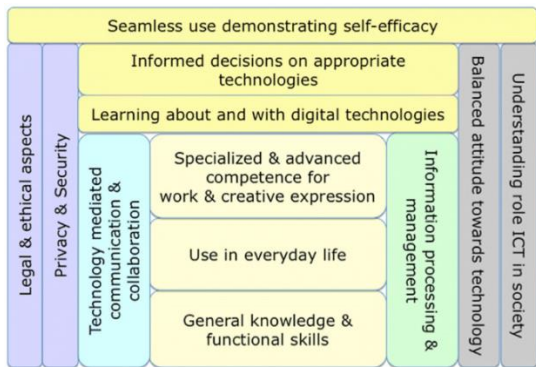 Seamless use demonstrating self-efficacy
Informed decisions on appropriate
technologies
Learning about and with digital technologies
Legal & ethical aspects
Privacy & Security
Technology mediated
communication &
collaboration
Specialized & advanced
competence for
work & creative expression
Use in everyday life
General knowledge &
functional skills
Information processing &
management
Balanced attitude towards technology
Understanding role ICT in society